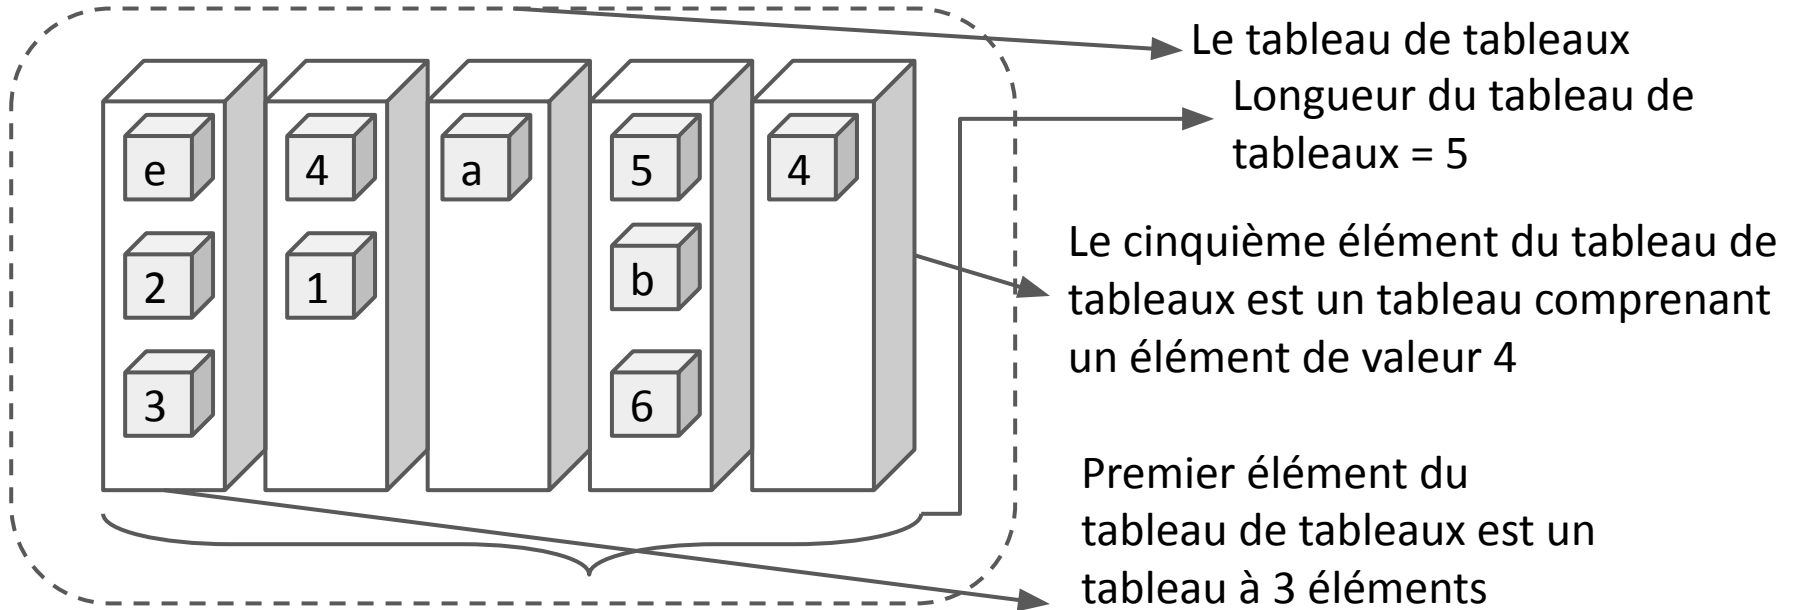 Le tableau de tableaux
Longueur du tableau de
tableaux = 5
e 4 a 5 4
2 1 b
3 6
Le cinquième élément du tableau de
tableaux est un tableau comprenant
un élément de valeur 4
Premier élément du
tableau de tableaux est un
tableau à 3 éléments